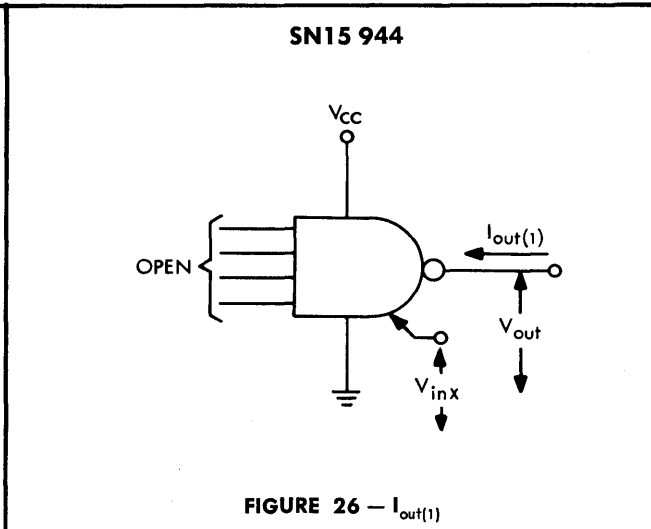 SN15 944
VCC
Iout(1)
OPEN
Vout
Vinx
FIGURE 26 — Iout(1)